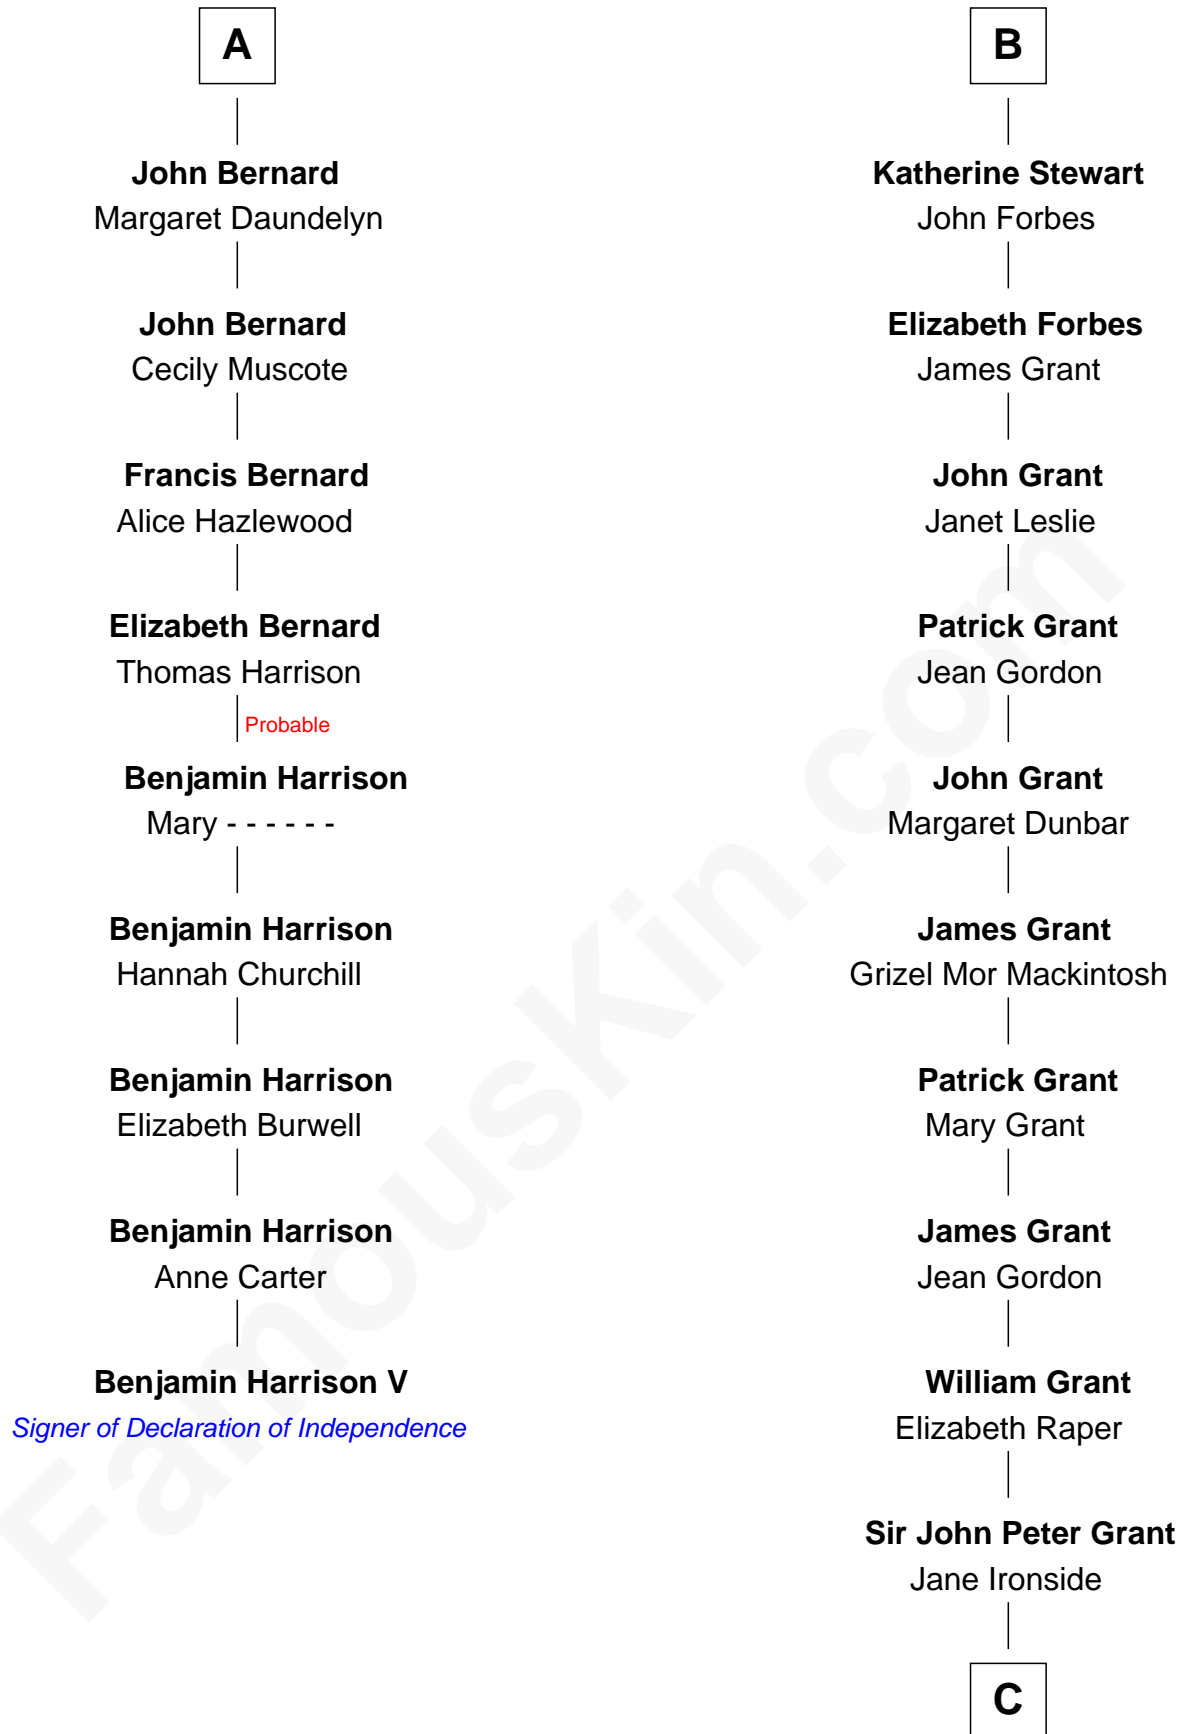 A
John Bernard
Margaret Daundelyn
John Bernard
Cecily Muscote
Francis Bernard
Alice Hazlewood
Elizabeth Bernard
Thomas Harrison
Probable
Benjamin Harrison
Mary - - - - - -
Benjamin Harrison
Hannah Churchill
Benjamin Harrison
Elizabeth Burwell
Benjamin Harrison
Anne Carter
Benjamin Harrison V
Signer of Declaration of Independence
B
Katherine Stewart
John Forbes
Elizabeth Forbes
James Grant
John Grant
Janet Leslie
Patrick Grant
Jean Gordon
John Grant
Margaret Dunbar
James Grant
Grizel Mor Mackintosh
Patrick Grant
Mary Grant
James Grant
Jean Gordon
William Grant
Elizabeth Raper
Sir John Peter Grant
Jane Ironside
C
FamousKin.com